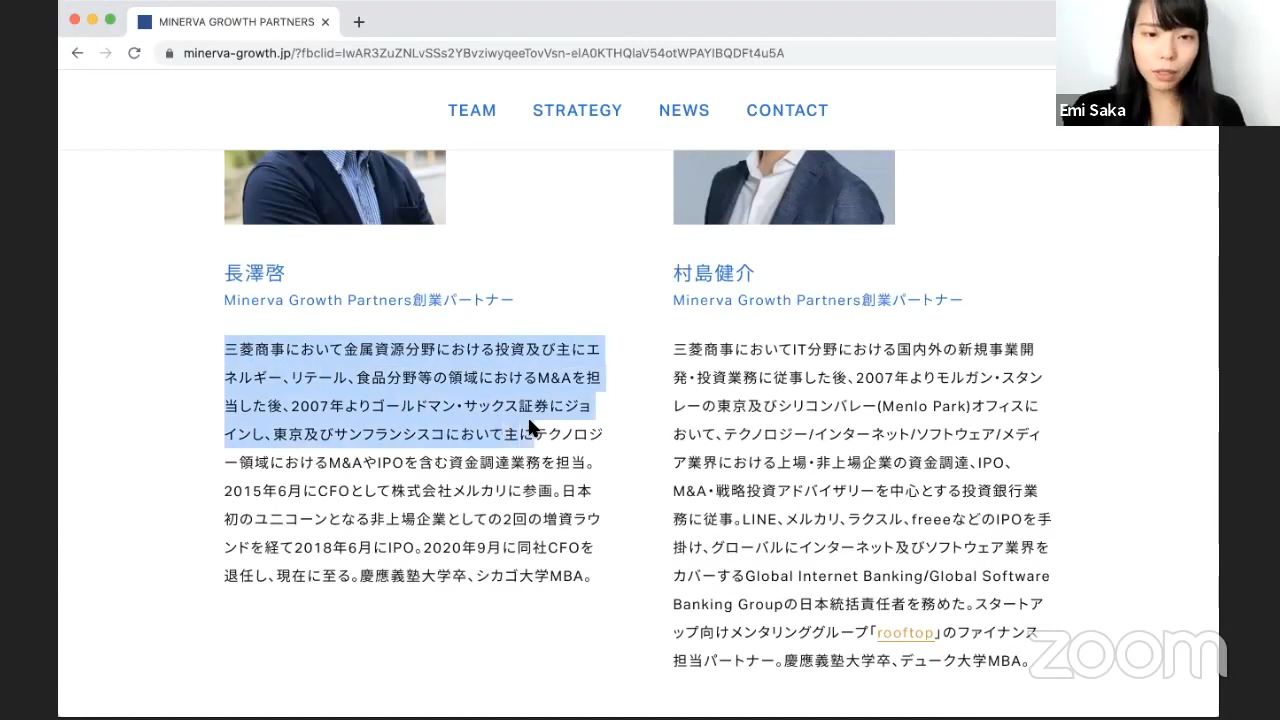 MINERVA GROWTH PARTNERS
minerva-growth.jp/?fbclid=IwAR3ZuZNLvSSs2YBvziwyqeeTovVsn-elA0KTHQlaV54otWPAYlBQDFt4u5A
TEAM STRATEGY NEWS CONTACT
Emi Saka
長澤啓
Minerva Growth Partners創業パートナー
三菱商事において金属資源分野における投資及び主にエ
ネルギー、リテール、食品分野等の領域におけるM&Aを担
当した後、2007年よりゴールドマン・サックス証券にジョ
インし、東京及びサンフランシスコにおいて主にテクノロジ
ー領域におけるM&AやIPOを含む資金調達業務を担当。
2015年6月にCFOとして株式会社メルカリに参画。日本
初のユニコーンとなる非上場企業としての2回の増資ラウ
ンドを経て2018年6月にIPO。2020年9月に同社CFOを
退任し、現在に至る。慶應義塾大学卒、シカゴ大学MBA。
村島健介
Minerva Growth Partners創業パートナー
三菱商事においてIT分野における国内外の新規事業開
発・投資業務に従事した後、2007年よりモルガン・スタン
レーの東京及びシリコンバレー(Menlo Park)オフィスに
おいて、テクノロジー/インターネット/ソフトウェア/メディ
ア業界における上場・非上場企業の資金調達、IPO、
M&A・戦略投資アドバイザリーを中心とする投資銀行業
務に従事。LINE、メルカリ、ラクスル、freeeなどのIPOを手
掛け、グローバルにインターネット及びソフトウェア業界を
カバーするGlobal Internet Banking/Global Software
Banking Groupの日本統括責任者を務めた。スタートア
ップ向けメンタリンググループ「rooftop」のファイナンス
担当パートナー。慶應義塾大学卒、デューク大学MBA。
zoom